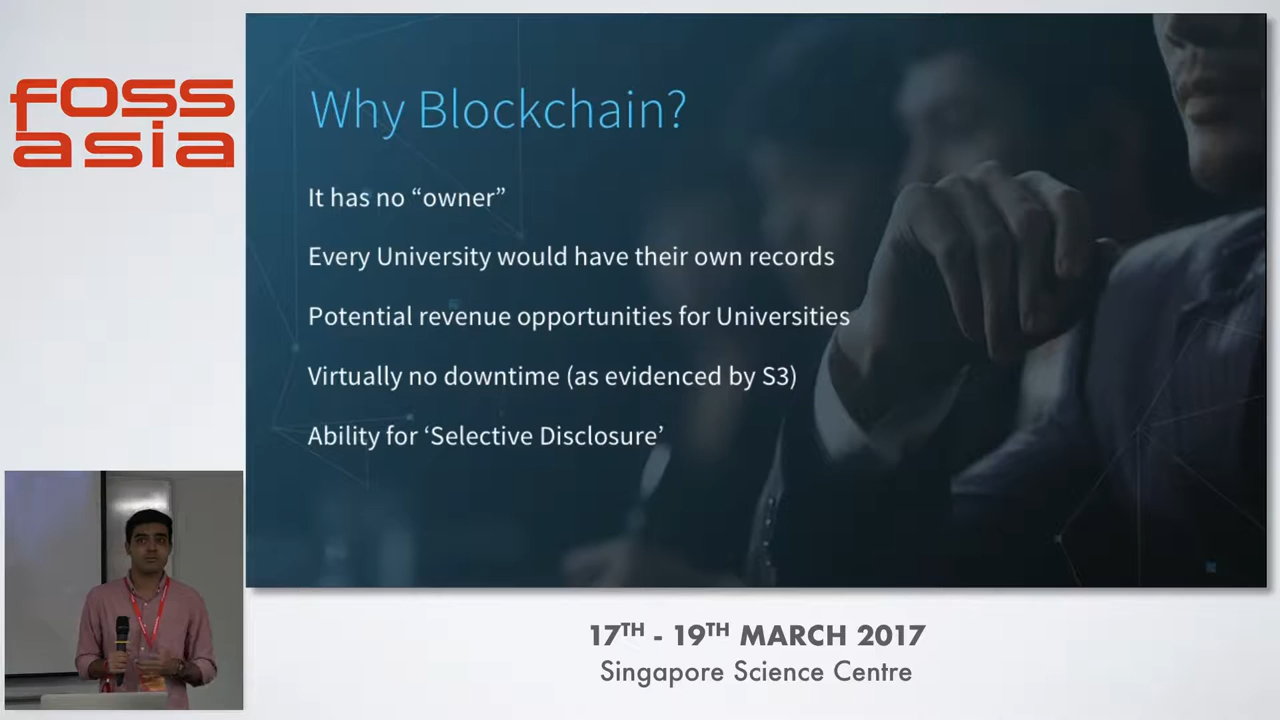 foss
asia
Why Blockchain?
It has no “owner”
Every University would have their own records
Potential revenue opportunities for Universities
Virtually no downtime (as evidenced by S3)
Ability for ‘Selective Disclosure’
17TH - 19TH MARCH 2017
Singapore Science Centre